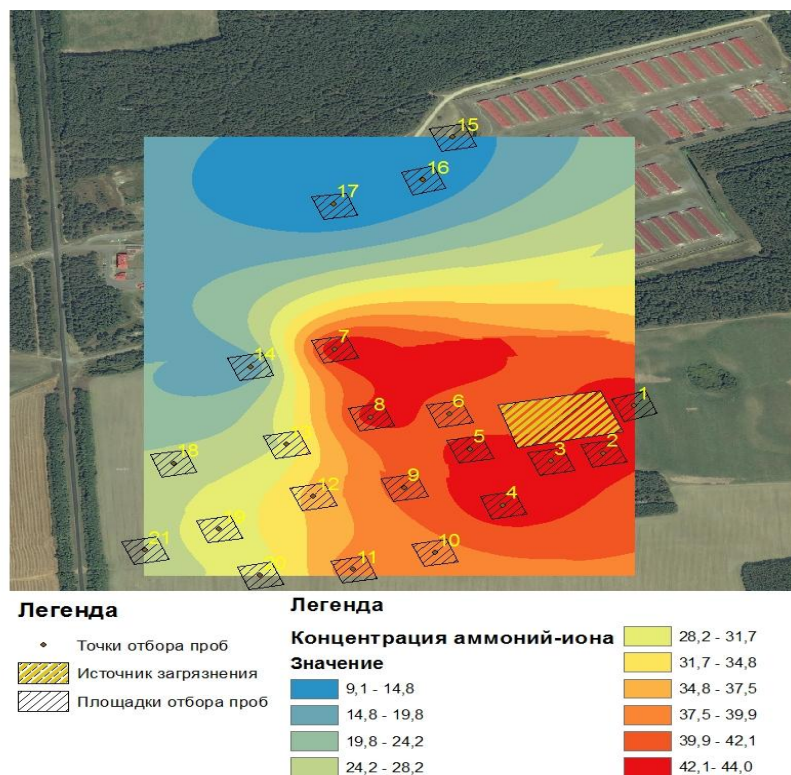 15
16
17
7
14
1
8
6
5
2
3
18
9
12
4
10
21
11
Легенда
Точки отбора проб
Источник загрязнения
Площадки отбора проб
Легенда
Концентрация аммоний-иона
Значение
9,1 - 14,8
14,8 - 19,8
19,8 - 24,2
24,2 - 28,2
28,2 - 31,7
31,7 - 34,8
34,8 - 37,5
37,5 - 39,9
39,9 - 42,1
42,1 - 44,0